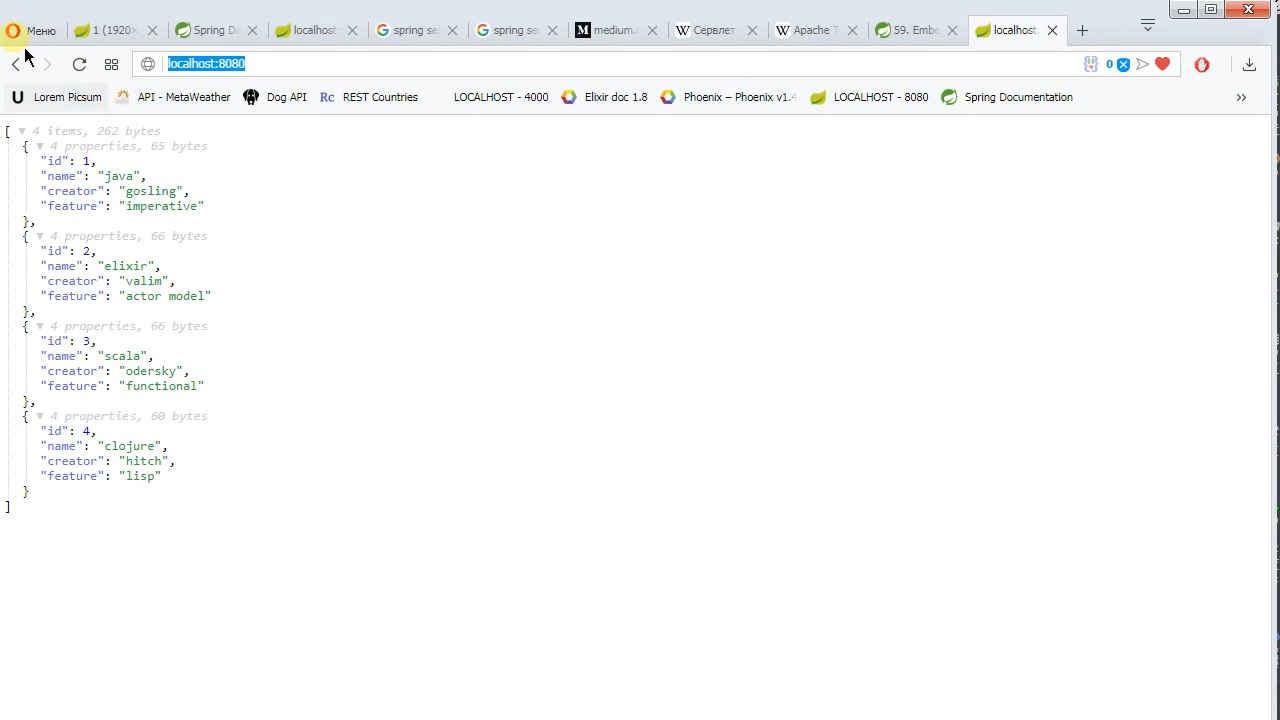 Меню
1 (1920×
Spring Da
localhost:
spring se
spring se
medium.c
Сервлет
Apache T
59. Embe
localhost:
localhost:8080
0
Lorem Picsum
API - MetaWeather
Dog API
Rc REST Countries
LOCALHOST - 4000
Elixir doc 1.8
Phoenix – Phoenix v1.4
LOCALHOST - 8080
Spring Documentation
[ ▼ 4 items, 262 bytes
{ ▼ 4 properties, 65 bytes
"id": 1,
"name": "java",
"creator": "gosling",
"feature": "imperative"
},
{ ▼ 4 properties, 66 bytes
"id": 2,
"name": "elixir",
"creator": "valim",
"feature": "actor model"
},
{ ▼ 4 properties, 66 bytes
"id": 3,
"name": "scala",
"creator": "odersky",
"feature": "functional"
},
{ ▼ 4 properties, 60 bytes
"id": 4,
"name": "clojure",
"creator": "hitch",
"feature": "lisp"
}
]